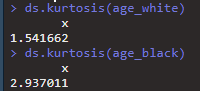 > ds.kurtosis(age_white)
x
1.541662
> ds.kurtosis(age_black)
x
2.937011